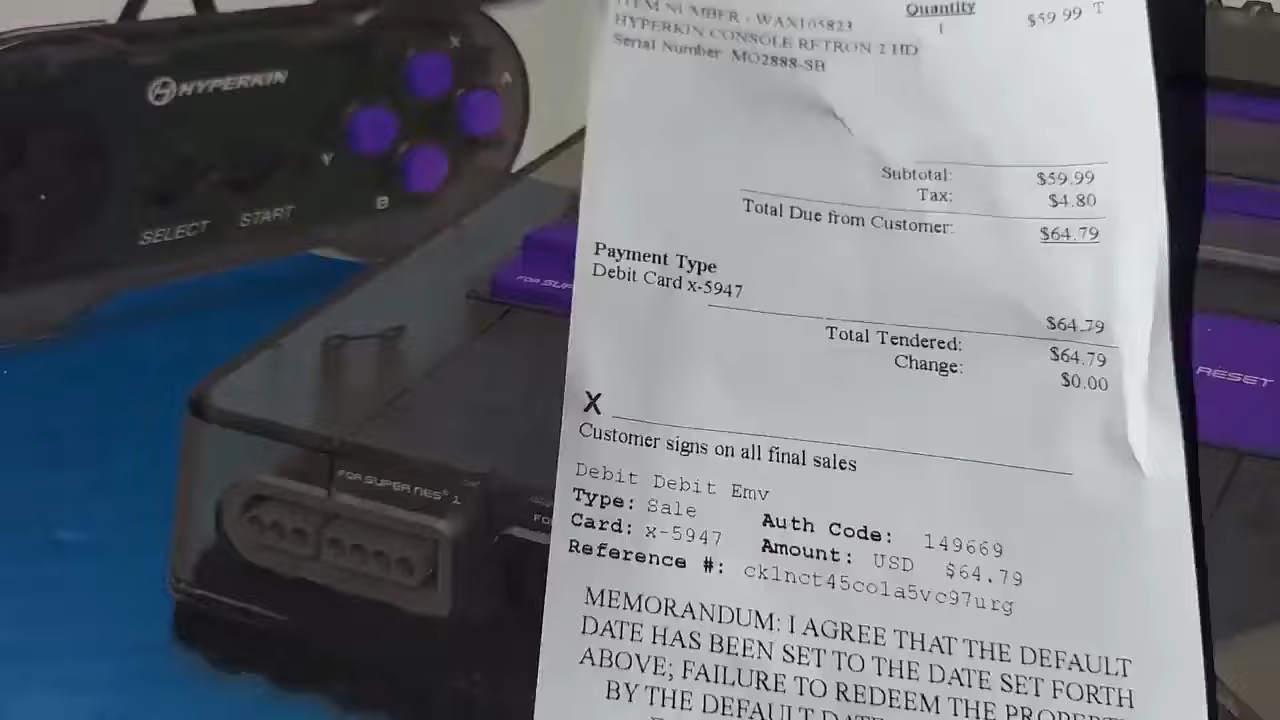 HYPERKIN
X
A
Y
B
SELECT START
FOR SUPER NES® 1
RESET
ITEM NUMBER - WAX105823
Quantity
1
$59.99 T
HYPERKIN CONSOLE RETRON 2 HD
Serial Number MO2888-SB
Subtotal: $59.99
Tax: $4.80
Total Due from Customer: $64.79
Payment Type
Debit Card x-5947
$64.79
Total Tendered: $64.79
Change: $0.00
X
Customer signs on all final sales
Debit Debit Emv
Type: Sale Auth Code: 149669
Card: x-5947 Amount: USD $64.79
Reference #: ck1nct45co1a5vc97urg
MEMORANDUM: I AGREE THAT THE DEFAULT
DATE HAS BEEN SET TO THE DATE SET FORTH
ABOVE; FAILURE TO REDEEM THE
BY THE DEFAULT